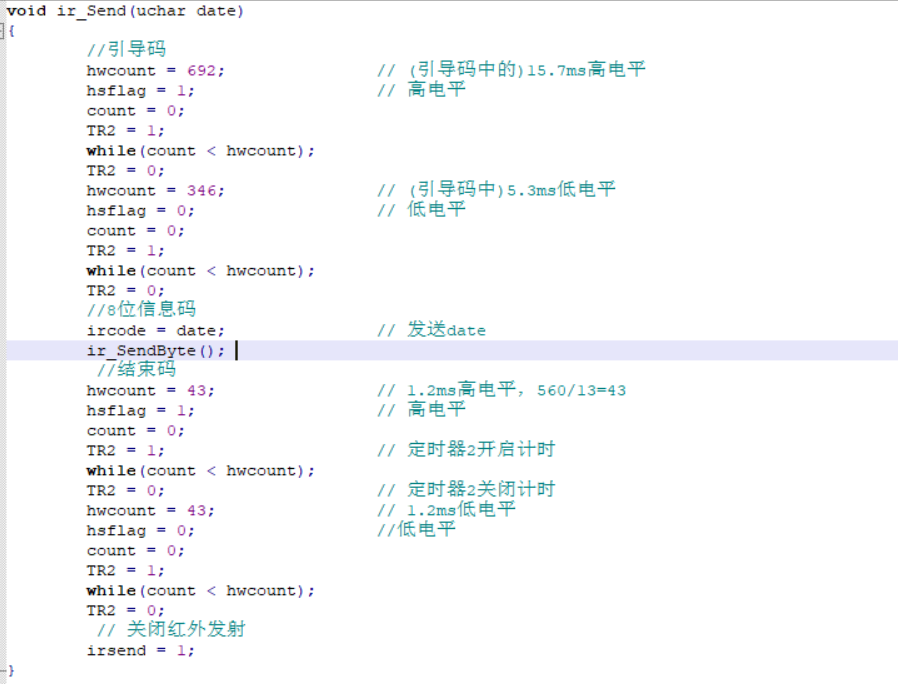 void ir_Send(uchar date)
{
//引导码
hwcount = 692; // (引导码中的)15.7ms高电平
hsflag = 1; // 高电平
count = 0;
TR2 = 1;
while(count < hwcount);
TR2 = 0;
hwcount = 346; // (引导码中)5.3ms低电平
hsflag = 0; // 低电平
count = 0;
TR2 = 1;
while(count < hwcount);
TR2 = 0;
//8位信息码
ircode = date; // 发送date
ir_SendByte();
//结束码
hwcount = 43; // 1.2ms高电平，560/13=43
hsflag = 1; // 高电平
count = 0;
TR2 = 1; // 定时器2开启计时
while(count < hwcount);
TR2 = 0; // 定时器2关闭计时
hwcount = 43; // 1.2ms低电平
hsflag = 0; //低电平
count = 0;
TR2 = 1;
while(count < hwcount);
TR2 = 0;
// 关闭红外发射
irsend = 1;
}